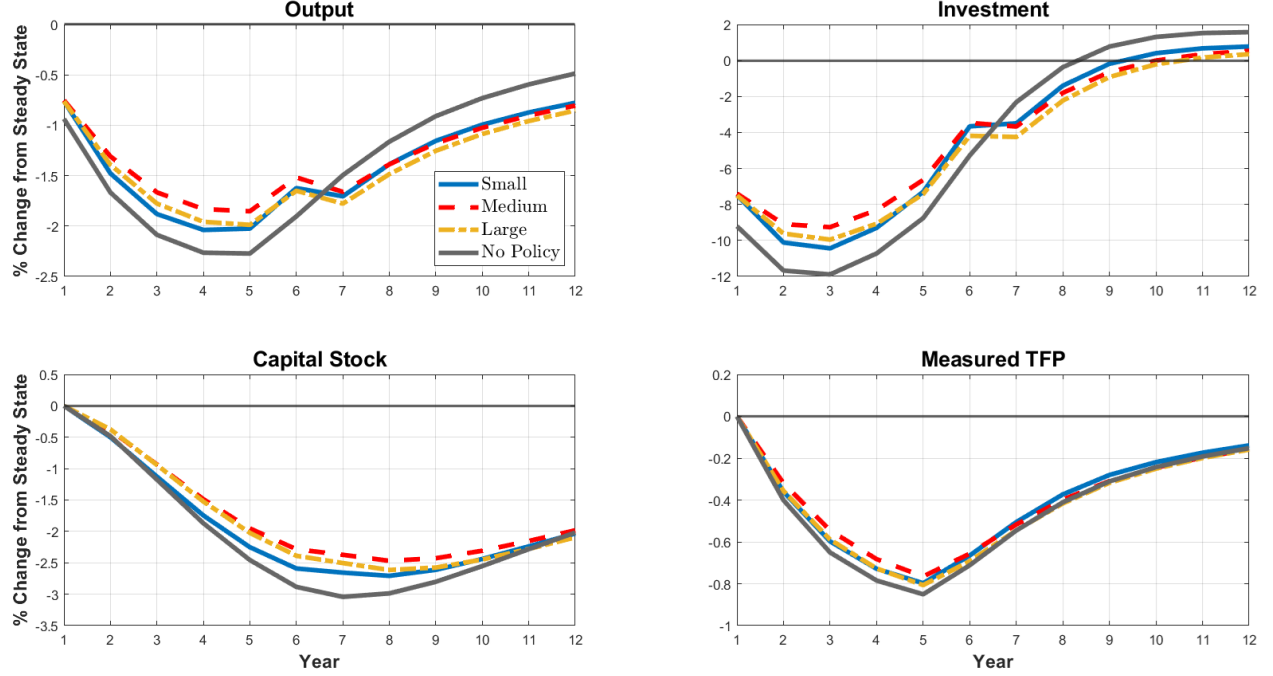 Output
% Change from Steady State
0
-0.5
-1
-1.5
-2
-2.5
1 2 3 4 5 6 7 8 9 10 11 12
Small
Medium
Large
No Policy
Investment
2
0
-2
-4
-6
-8
-10
-12
1 2 3 4 5 6 7 8 9 10 11 12
Capital Stock
% Change from Steady State
0.5
0
-0.5
-1
-1.5
-2
-2.5
-3
-3.5
1 2 3 4 5 6 7 8 9 10 11 12
Year
Measured TFP
0.2
0
-0.2
-0.4
-0.6
-0.8
-1
1 2 3 4 5 6 7 8 9 10 11 12
Year